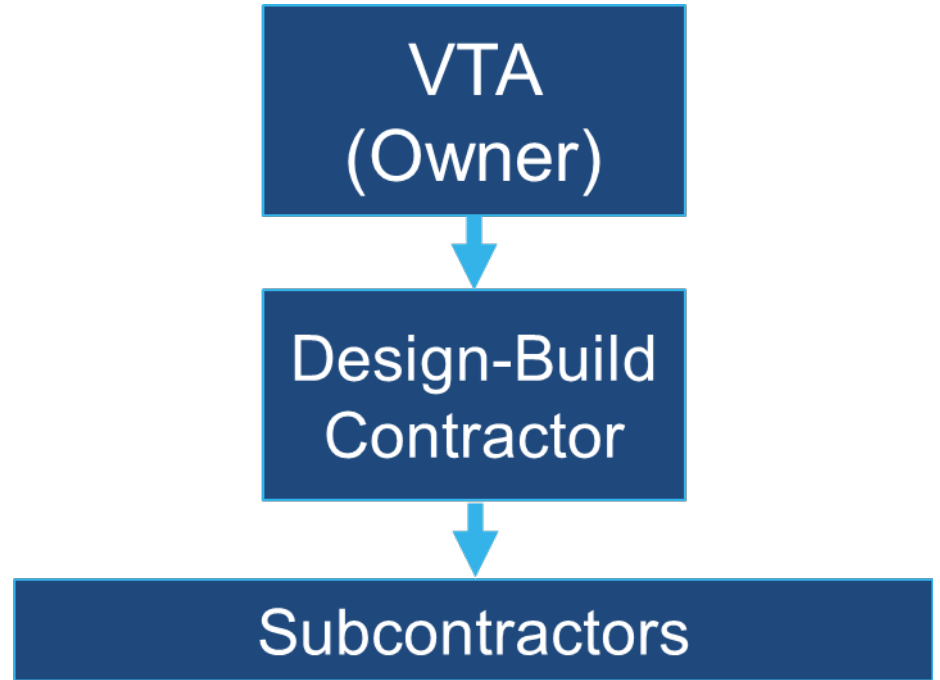 VTA
(Owner)
Design-Build
Contractor
Subcontractors